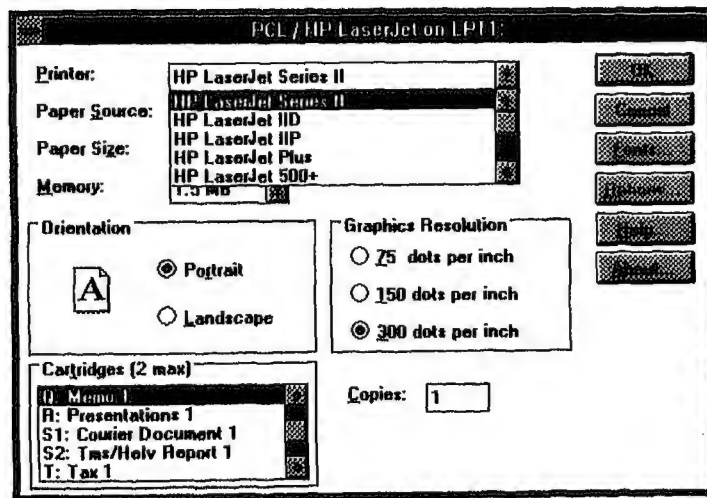 PCL / HP LaserJet on LPT1:
Printer:
HP LaserJet Series II
HP LaserJet Series II
HP LaserJet IID
HP LaserJet IIP
HP LaserJet Plus
HP LaserJet 500+
Paper Source:
Paper Size:
Memory:
1.5 MB
OK
Cancel
Fonts...
Options...
Help...
About...
Orientation
A
Portrait
Landscape
Graphics Resolution
75 dots per inch
150 dots per inch
300 dots per inch
Cartridges (2 max)
Q: Memo 1
R: Presentations 1
S1: Courier Document 1
S2: Tms/Helv Report 1
T: Tax 1
Copies:
1